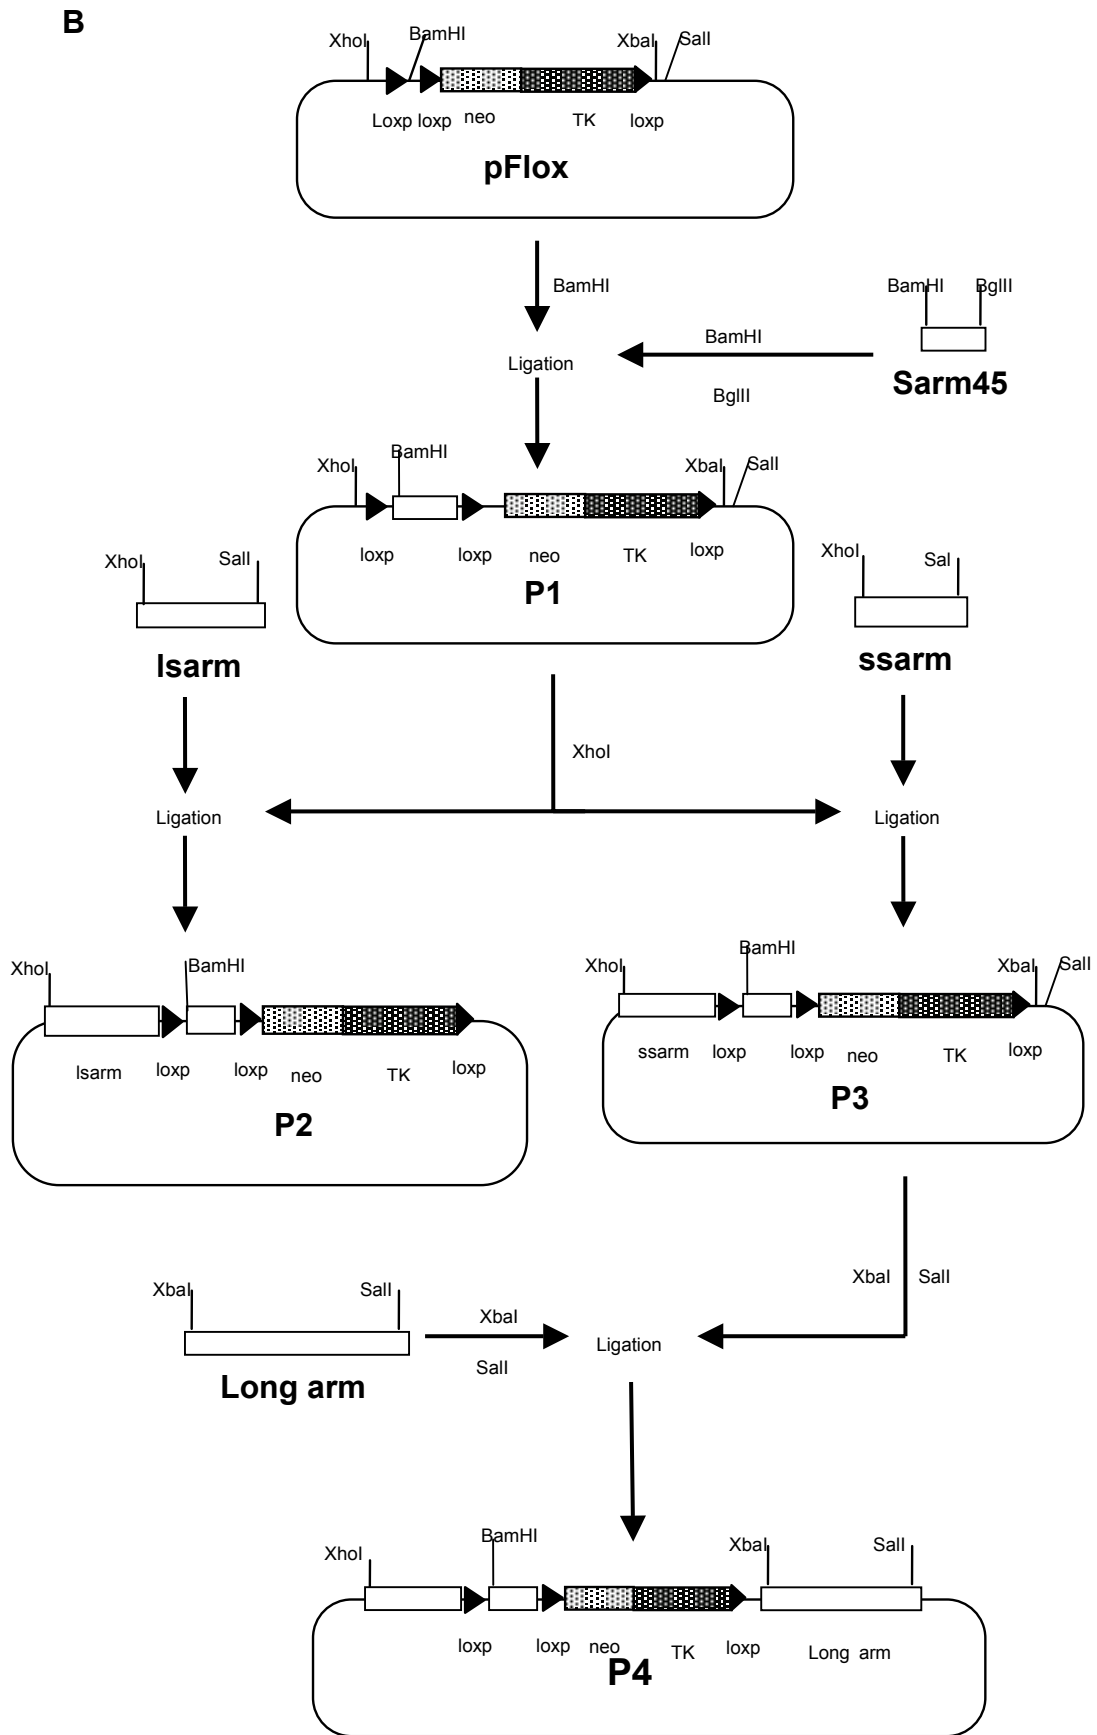 B
XhoI BamHI XbaI SalI
Loxp loxp neo TK loxp
pFlox
BamHI
BamHI BglII
BamHI
Ligation
Sarm45
BglII
XhoI BamHI XbaI SalI
loxp loxp neo TK loxp
P1
XhoI SalI
lsarm
XhoI Sal
ssarm
XhoI
Ligation
Ligation
XhoI BamHI
lsarm loxp loxp neo TK loxp
P2
XhoI BamHI XbaI SalI
ssarm loxp loxp neo TK loxp
P3
XbaI SalI
XbaI SalI
XbaI
Ligation
SalI
Long arm
XhoI BamHI XbaI SalI
loxp loxp neo TK loxp Long arm
P4